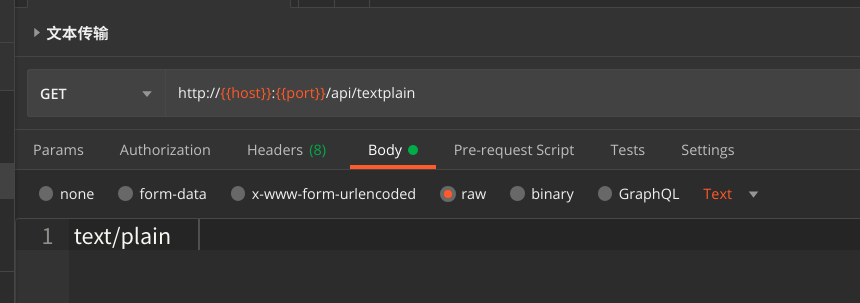 文本传输
GET http://{{host}}:{{port}}/api/textplain
Params Authorization Headers (8) Body Pre-request Script Tests Settings
none form-data x-www-form-urlencoded raw binary GraphQL Text
1 text/plain